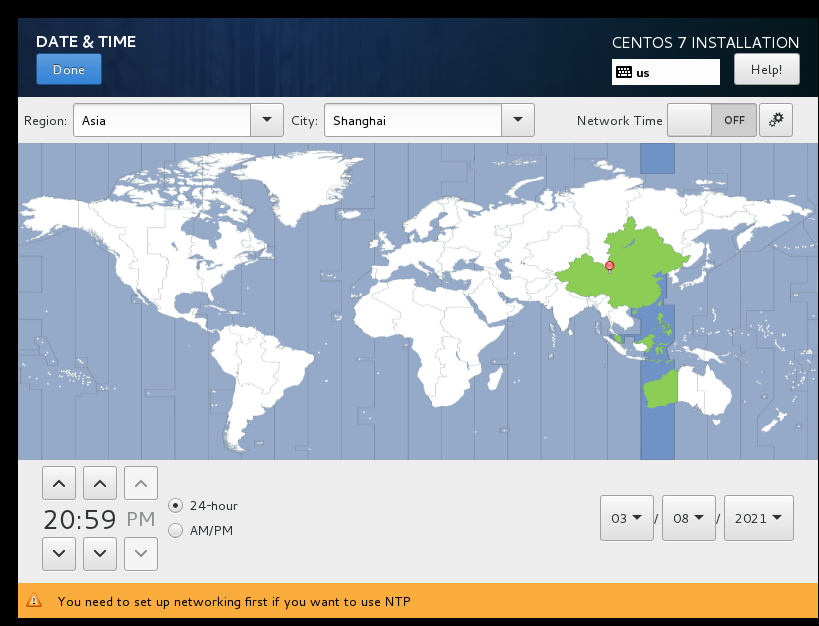 DATE & TIME
CENTOS 7 INSTALLATION
Done
us
Help!
Region: Asia City: Shanghai Network Time OFF
20:59 PM
24-hour
AM/PM
03 / 08 / 2021
You need to set up networking first if you want to use NTP